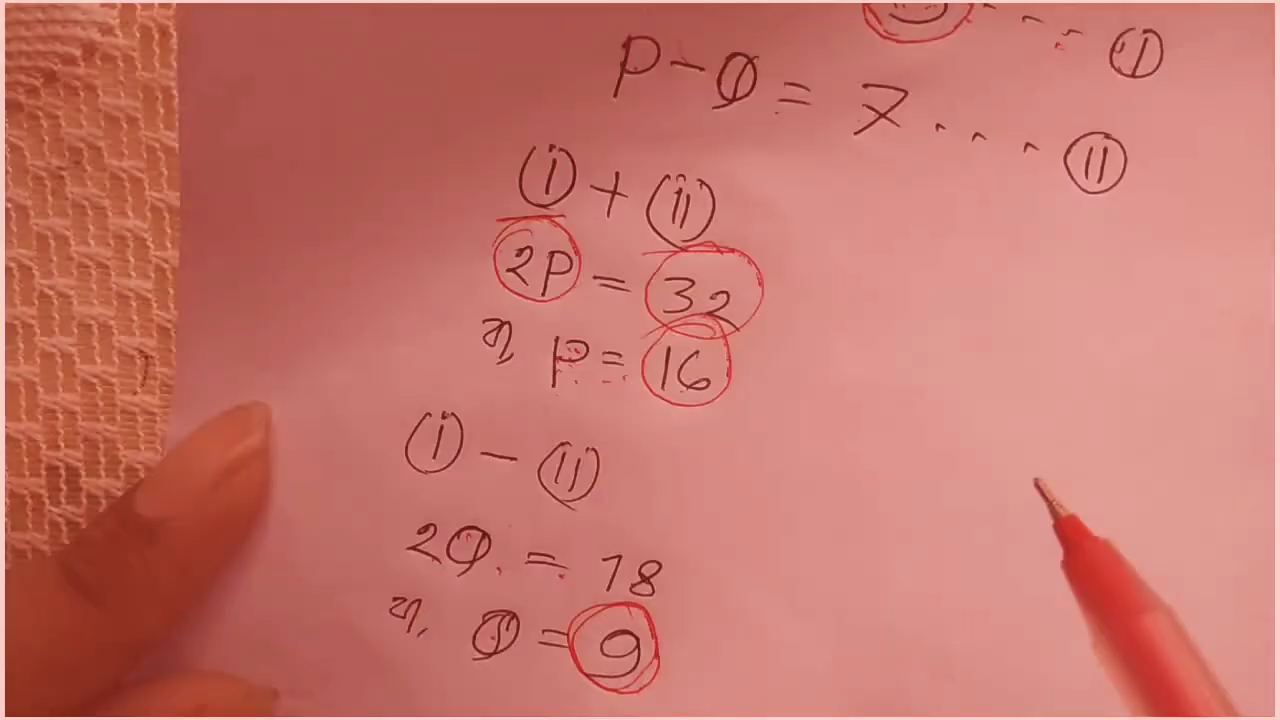 ... (i)
P - Q = 7 .... (ii)
(i) + (ii)
2P = 32
বা, P = 16
(i) - (ii)
2Q = 18
বা, Q = 9